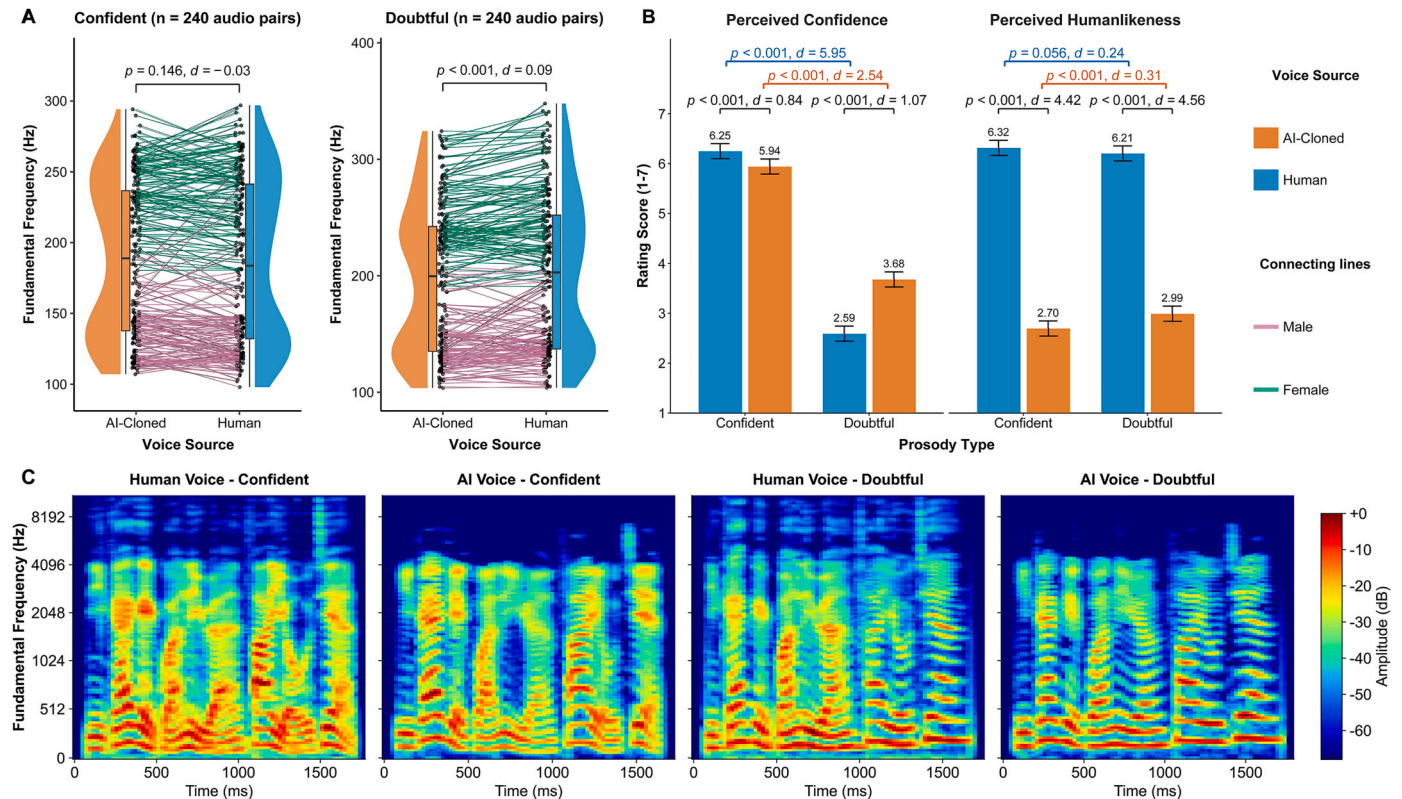 A
Confident (n = 240 audio pairs)
Doubtful (n = 240 audio pairs)
p = 0.146, d = −0.03
p < 0.001, d = 0.09
Fundamental Frequency (Hz)
300
250
200
150
100
AI-Cloned
Human
Voice Source
Fundamental Frequency (Hz)
400
300
200
100
AI-Cloned
Human
Voice Source
B
Perceived Confidence
Perceived Humanlikeness
p < 0.001, d = 5.95
p < 0.001, d = 2.54
p < 0.001, d = 0.84
p < 0.001, d = 1.07
p = 0.056, d = 0.24
p < 0.001, d = 0.31
p < 0.001, d = 4.42
p < 0.001, d = 4.56
Rating Score (1-7)
7
6
5
4
3
2
1
6.25
5.94
2.59
3.68
6.32
2.70
6.21
2.99
Confident
Doubtful
Confident
Doubtful
Prosody Type
Voice Source
AI-Cloned
Human
Connecting lines
Male
Female
C
Human Voice - Confident
AI Voice - Confident
Human Voice - Doubtful
AI Voice - Doubtful
Fundamental Frequency (Hz)
8192
4096
2048
1024
512
0
0 500 1000 1500
Time (ms)
0 500 1000 1500
Time (ms)
0 500 1000 1500
Time (ms)
0 500 1000 1500
Time (ms)
+0
-10
-20
-30
-40
-50
-60
Amplitude (dB)